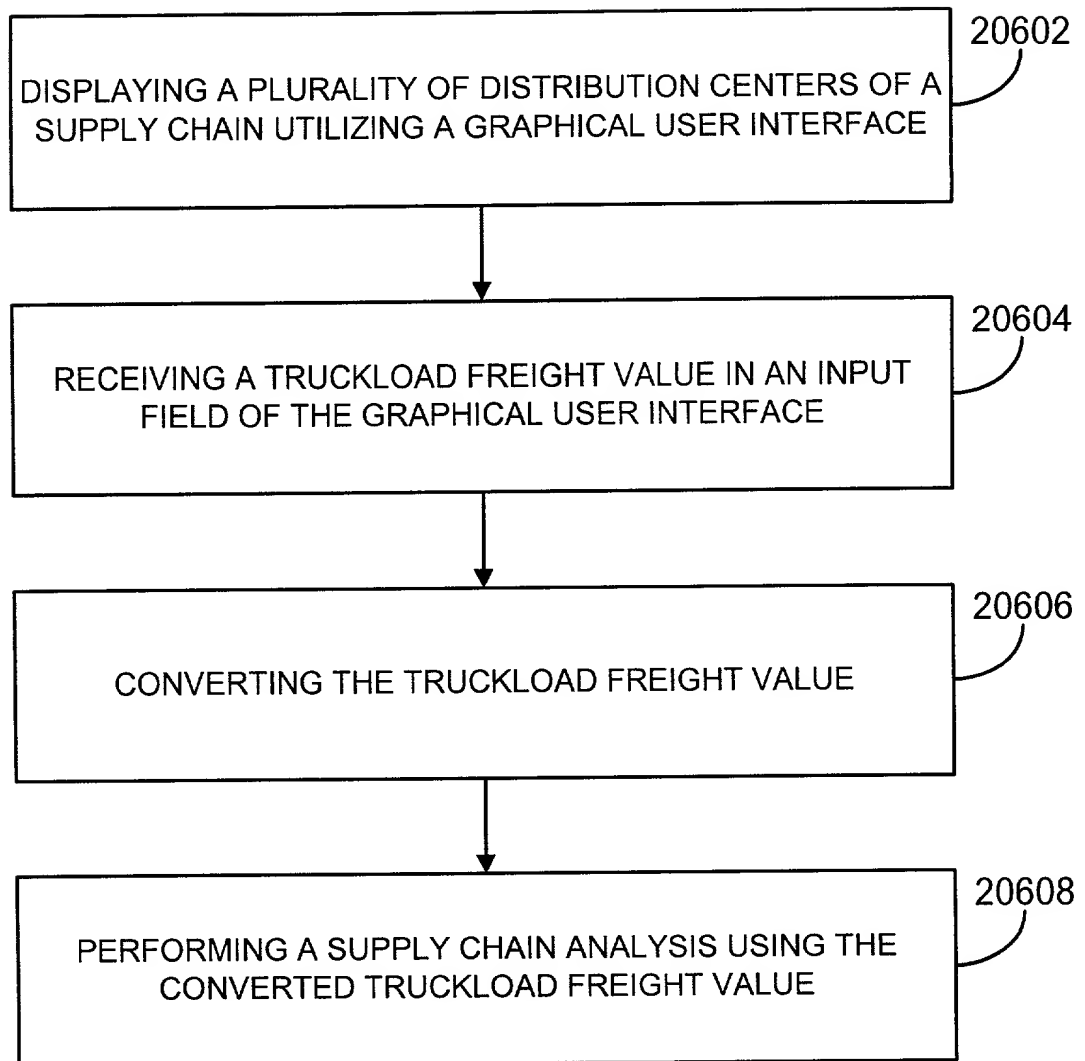 20602
DISPLAYING A PLURALITY OF DISTRIBUTION CENTERS OF A
SUPPLY CHAIN UTILIZING A GRAPHICAL USER INTERFACE
20604
RECEIVING A TRUCKLOAD FREIGHT VALUE IN AN INPUT
FIELD OF THE GRAPHICAL USER INTERFACE
20606
CONVERTING THE TRUCKLOAD FREIGHT VALUE
20608
PERFORMING A SUPPLY CHAIN ANALYSIS USING THE
CONVERTED TRUCKLOAD FREIGHT VALUE